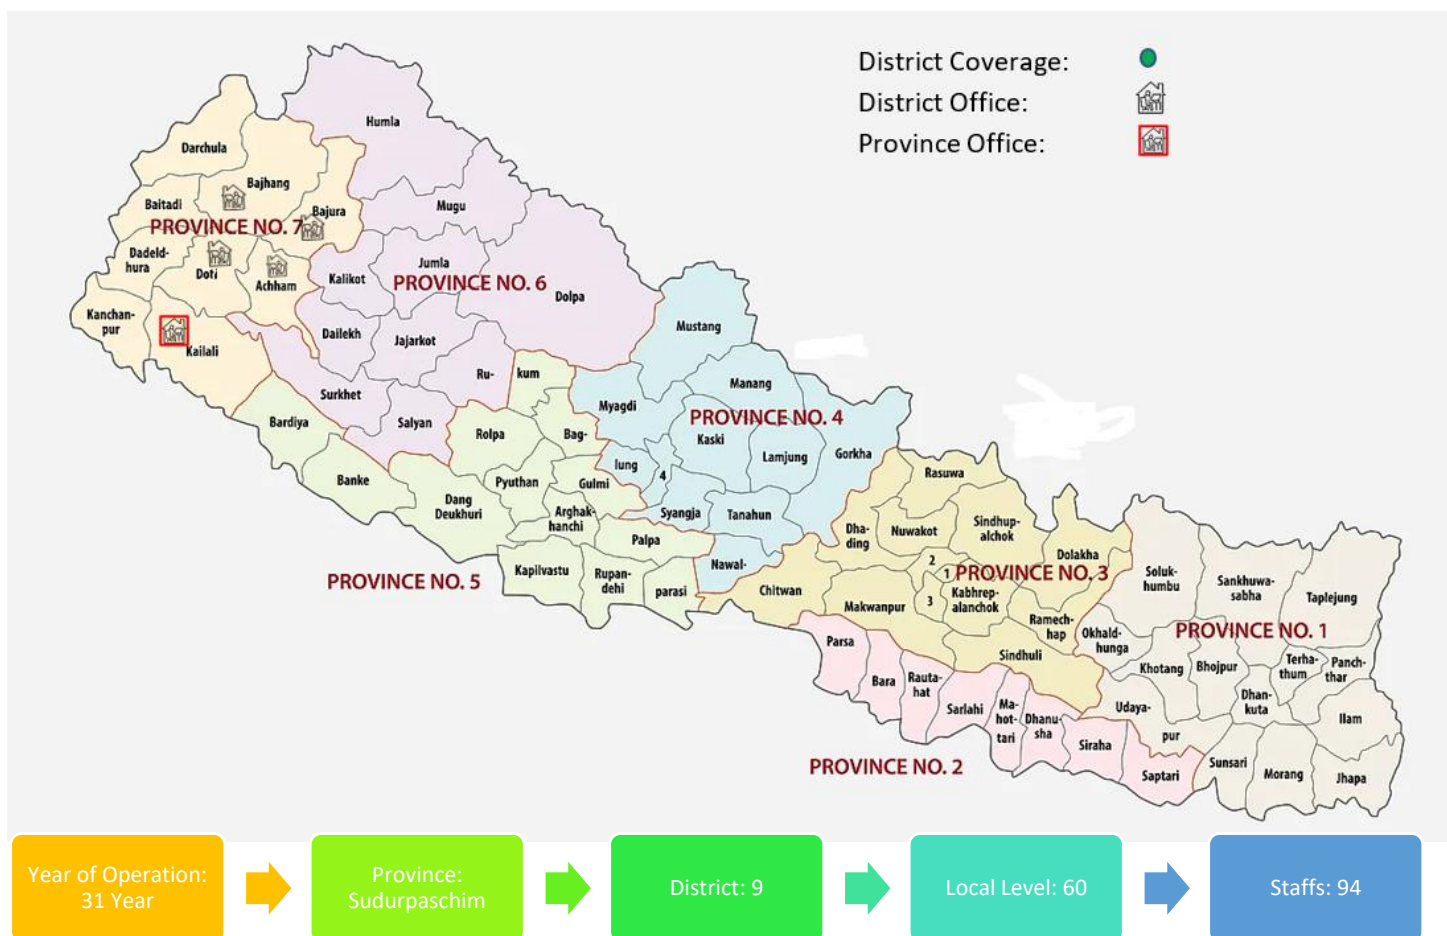 District Coverage:
District Office:
Province Office:
Humla
Darchula
Bajhang
Baitadi
Bajura
PROVINCE NO. 7
Mugu
Dadeld-
hura
Doti
Achham
Jumla
Kalikot
PROVINCE NO. 6
Dolpa
Kanchan-
pur
Kailali
Dailekh
Jajarkot
Mustang
Ru-
kum
Surkhet
Salyan
Manang
Myagdi
PROVINCE NO. 4
Bardiya
Rolpa
Bag-
lung
Kaski
Lamjung
Gorkha
4
Banke
Pyuthan
Gulmi
Dang
Deukhuri
Arghak-
hanchi
Syangja
Tanahun
Palpa
Rasuwa
Dha-
ding
Nuwakot
Sindhup-
alchok
Dolakha
PROVINCE NO. 5
Kapilvastu
Rupan-
dehi
parasi
Nawal-
Chitwan
2
1
3
PROVINCE NO. 3
Makwanpur
Kabhrep-
alanchok
Ramech-
hap
Sindhuli
Soluk-
humbu
Sankhuwa-
sabha
Taplejung
PROVINCE NO. 1
Okhald-
hunga
Khotang
Bhojpur
Terha-
thum
Panch-
thar
Dhan-
kuta
Ilam
Udaya-
pur
Sunsari
Morang
Jhapa
Parsa
Bara
Rauta-
hat
Sarlahi
Ma-
hot-
tari
Dhanu-
sha
Siraha
Saptari
PROVINCE NO. 2
Year of Operation:
31 Year
Province:
Sudurpaschim
District: 9
Local Level: 60
Staffs: 94